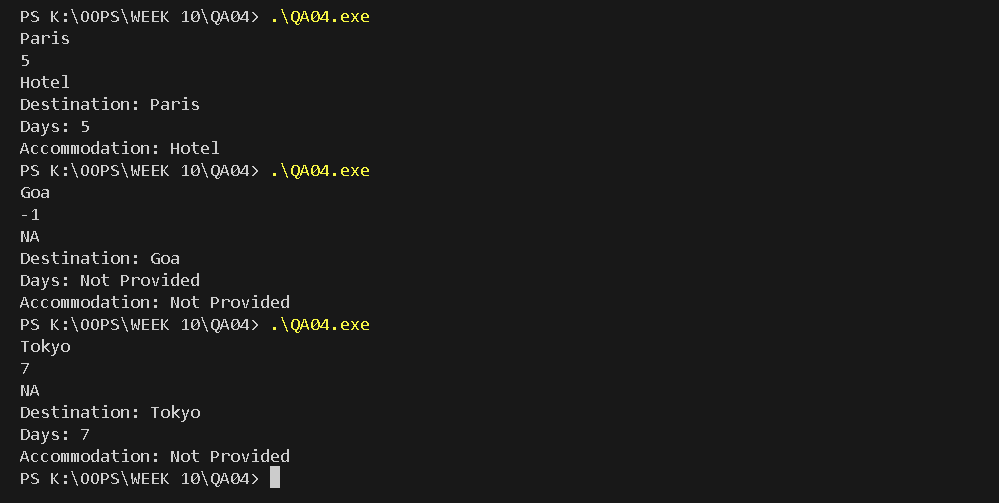 PS K:\OOPS\WEEK 10\QA04> .\QA04.exe
Paris
5
Hotel
Destination: Paris
Days: 5
Accommodation: Hotel
PS K:\OOPS\WEEK 10\QA04> .\QA04.exe
Goa
-1
NA
Destination: Goa
Days: Not Provided
Accommodation: Not Provided
PS K:\OOPS\WEEK 10\QA04> .\QA04.exe
Tokyo
7
NA
Destination: Tokyo
Days: 7
Accommodation: Not Provided
PS K:\OOPS\WEEK 10\QA04>